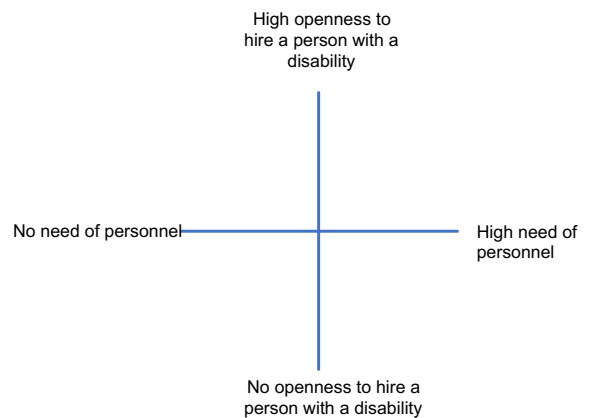 High openness to
hire a person with a
disability
No need of personnel
High need of
personnel
No openness to hire a
person with a disability